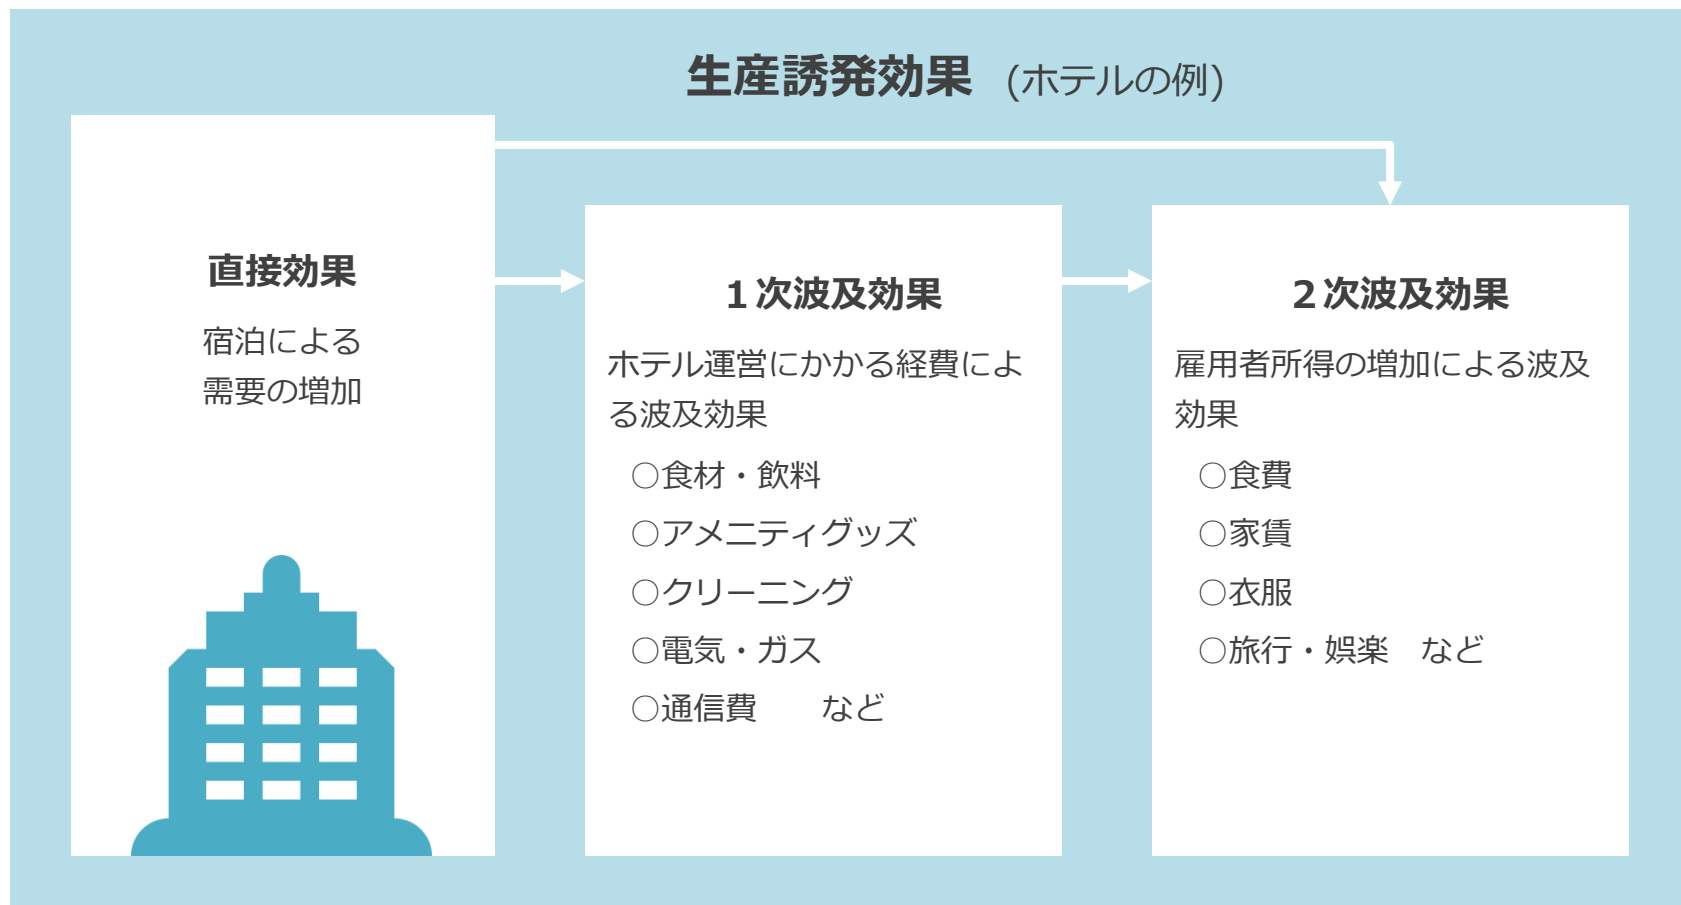 生産誘発効果 (ホテルの例)
直接効果
宿泊による
需要の増加
１次波及効果
ホテル運営にかかる経費によ
る波及効果
○食材・飲料
○アメニティグッズ
○クリーニング
○電気・ガス
○通信費　　など
２次波及効果
雇用者所得の増加による波及
効果
○食費
○家賃
○衣服
○旅行・娯楽　など